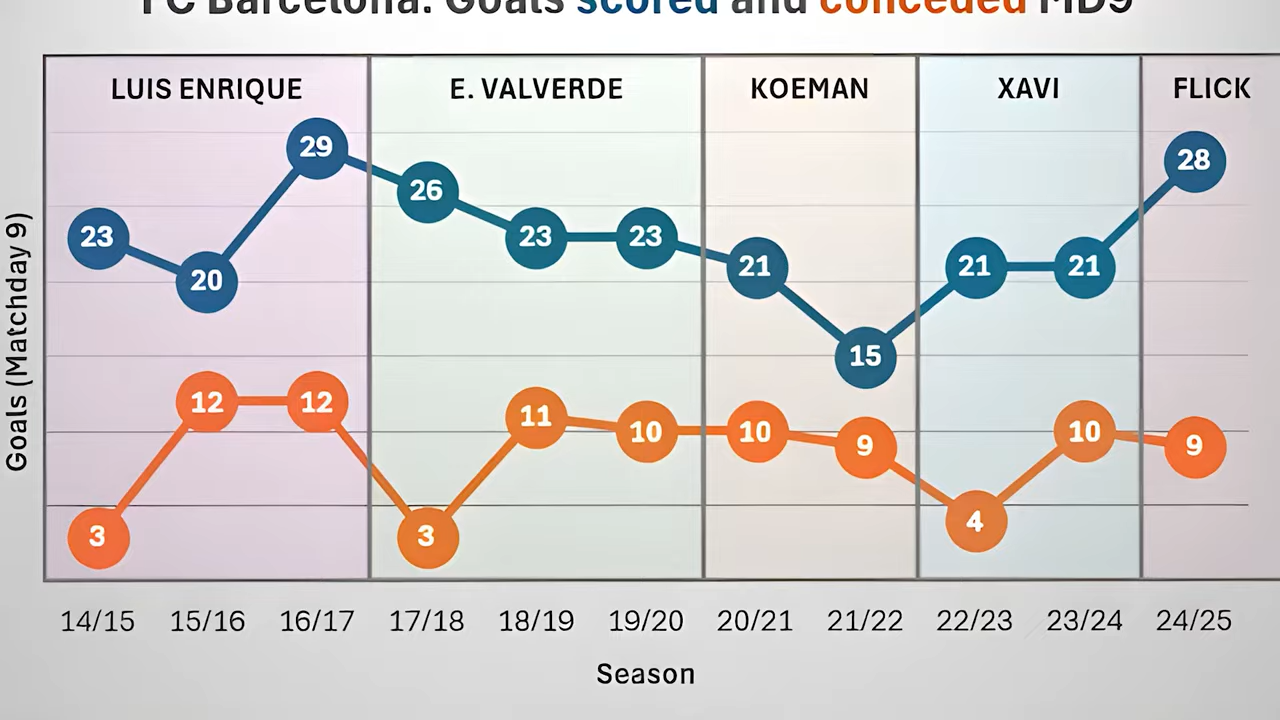 FC Barcelona: Goals scored and conceded MD9
LUIS ENRIQUE E. VALVERDE KOEMAN XAVI FLICK
Goals (Matchday 9)
29
28
26
23 23 23
20 21 21 21
15
12 12 11 10 10 9 10 9
3 3 4
14/15 15/16 16/17 17/18 18/19 19/20 20/21 21/22 22/23 23/24 24/25
Season